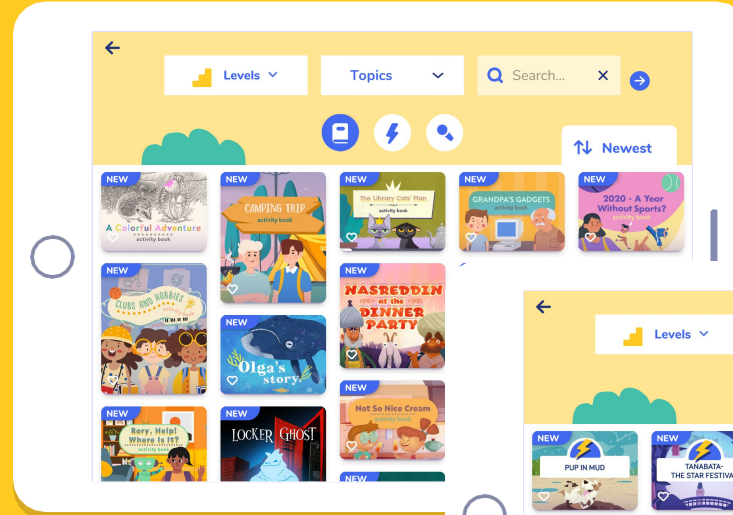 Levels
Topics
Search...
Newest
NEW
A Colorful Adventure
activity book
NEW
CAMPING TRIP
activity book
NEW
The Library Cats' Plan
activity book
NEW
GRANDPA'S GADGETS
activity book
NEW
2020 - A Year
Without Sports?
activity book
NEW
CLUBS AND HOBBIES
activity book
NEW
Olga's
story
NEW
NASREDDIN
at the
DINNER
PARTY
NEW
Not So Nice Cream
activity book
NEW
Rory, Help!
Where Is It?
activity book
NEW
LOCKER GHOST
NEW
Levels
NEW
PUP IN MUD
NEW
TANABATA-
THE STAR FESTIVA